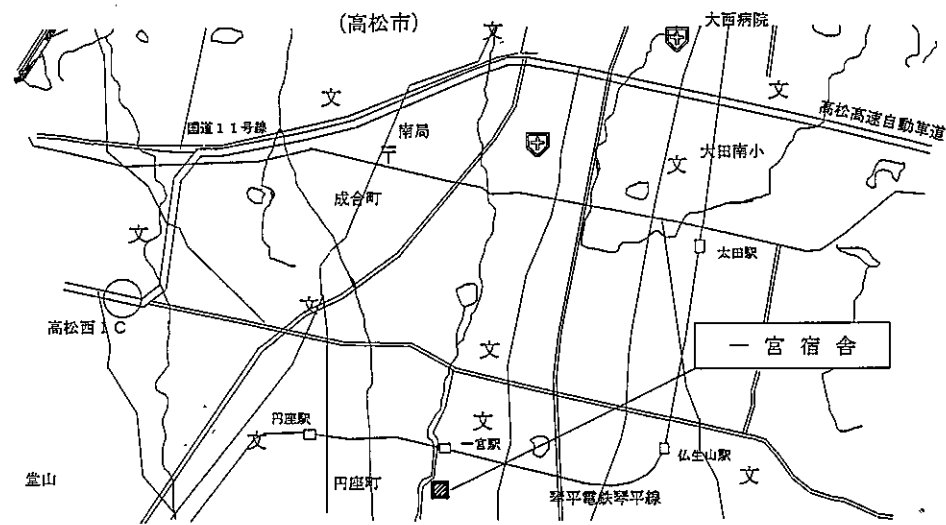 (高松市)
文
大西病院
文
文
高松高速自動車道
国道11号線
南局
〒
文
大田南小
成合町
文
太田駅
文
高松西IC
一宮宿舎
文
円座駅
文
文
一宮駅
仏生山駅
文
堂山
円座町
琴平電鉄琴平線